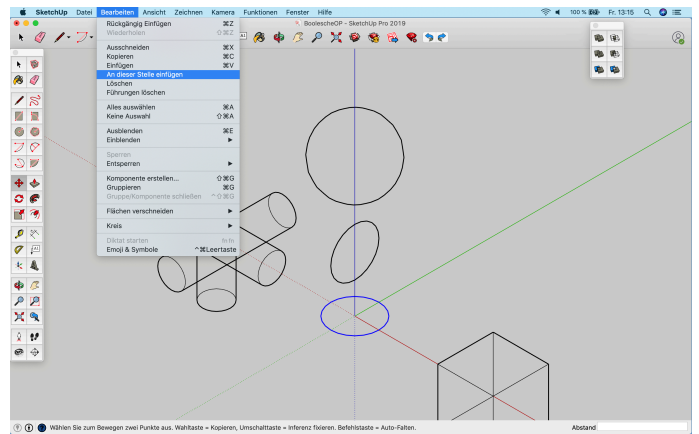 SketchUp Datei Bearbeiten Ansicht Zeichnen Kamera Funktionen Fenster Hilfe 100 % Fr. 13:15
BoolescheOP - SketchUp Pro 2019
Rückgängig Einfügen ⌘Z
Wiederholen ⇧⌘Z
Ausschneiden ⌘X
Kopieren ⌘C
Einfügen ⌘V
An dieser Stelle einfügen
Löschen
Führungen löschen
Alles auswählen ⌘A
Keine Auswahl ⇧⌘A
Ausblenden ⌘E
Einblenden
Sperren
Entsperren
Komponente erstellen... ⇧⌘G
Gruppieren ⌘G
Gruppe/Komponente schließen ^⇧⌘G
Flächen verschneiden
Kreis
Diktat starten fn fn
Emoji & Symbole ^⌘Leertaste
Wählen Sie zum Bewegen zwei Punkte aus. Wahltaste = Kopieren, Umschalttaste = Inferenz fixieren. Befehlstaste = Auto-Falten. Abstand